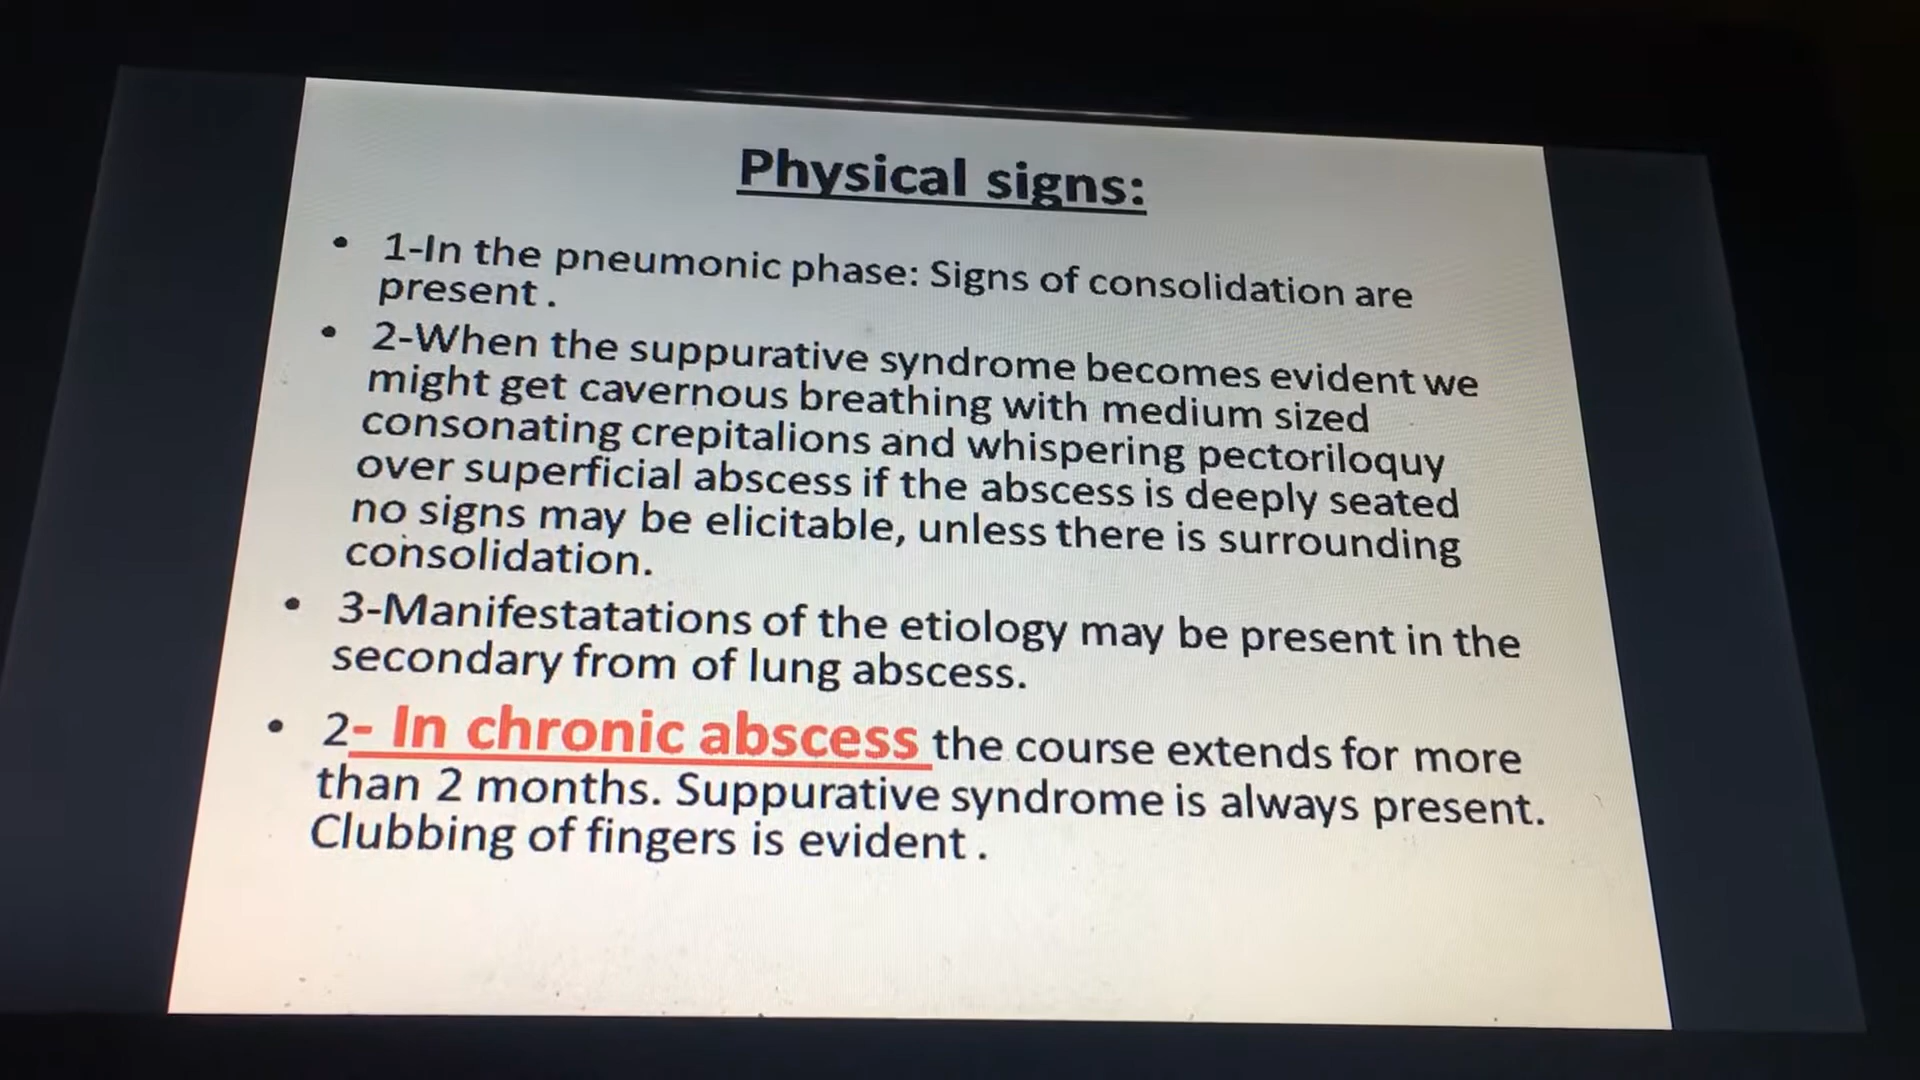 Physical signs:
• 1-In the pneumonic phase: Signs of consolidation are
present .
• 2-When the suppurative syndrome becomes evident we
might get cavernous breathing with medium sized
consonating crepitalions and whispering pectoriloquy
over superficial abscess if the abscess is deeply seated
no signs may be elicitable, unless there is surrounding
consolidation.
• 3-Manifestatations of the etiology may be present in the
secondary from of lung abscess.
• 2- In chronic abscess the course extends for more
than 2 months. Suppurative syndrome is always present.
Clubbing of fingers is evident .